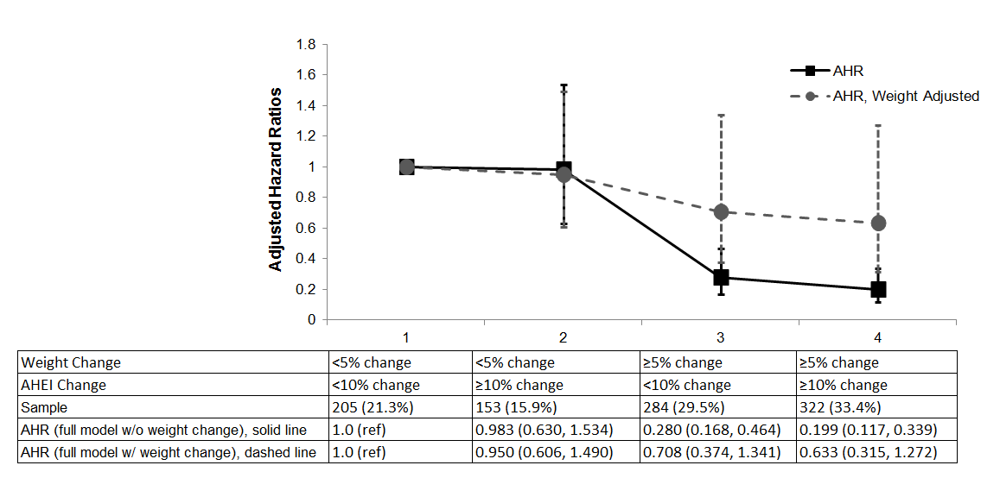 1.8
1.6
1.4
1.2
1
0.8
0.6
0.4
0.2
0
Adjusted Hazard Ratios
AHR
AHR, Weight Adjusted
1 2 3 4
Weight Change <5% change <5% change ≥5% change ≥5% change
AHEI Change <10% change ≥10% change <10% change ≥10% change
Sample 205 (21.3%) 153 (15.9%) 284 (29.5%) 322 (33.4%)
AHR (full model w/o weight change), solid line 1.0 (ref) 0.983 (0.630, 1.534) 0.280 (0.168, 0.464) 0.199 (0.117, 0.339)
AHR (full model w/ weight change), dashed line 1.0 (ref) 0.950 (0.606, 1.490) 0.708 (0.374, 1.341) 0.633 (0.315, 1.272)